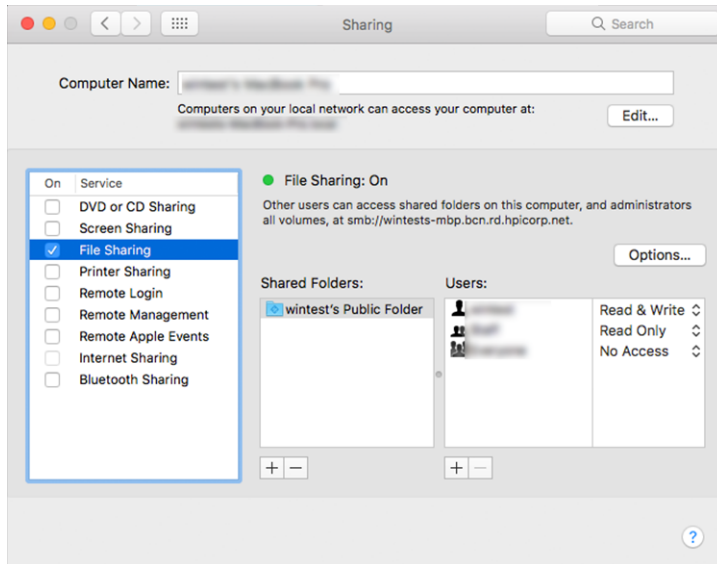 Sharing
Search
Computer Name:
Computers on your local network can access your computer at:
Edit...
On Service
DVD or CD Sharing
Screen Sharing
File Sharing
Printer Sharing
Remote Login
Remote Management
Remote Apple Events
Internet Sharing
Bluetooth Sharing
File Sharing: On
Other users can access shared folders on this computer, and administrators
all volumes, at smb://wintests-mbp.bcn.rd.hpicorp.net.
Options...
Shared Folders:
wintest's Public Folder
Users:
Read & Write
Read Only
No Access
?